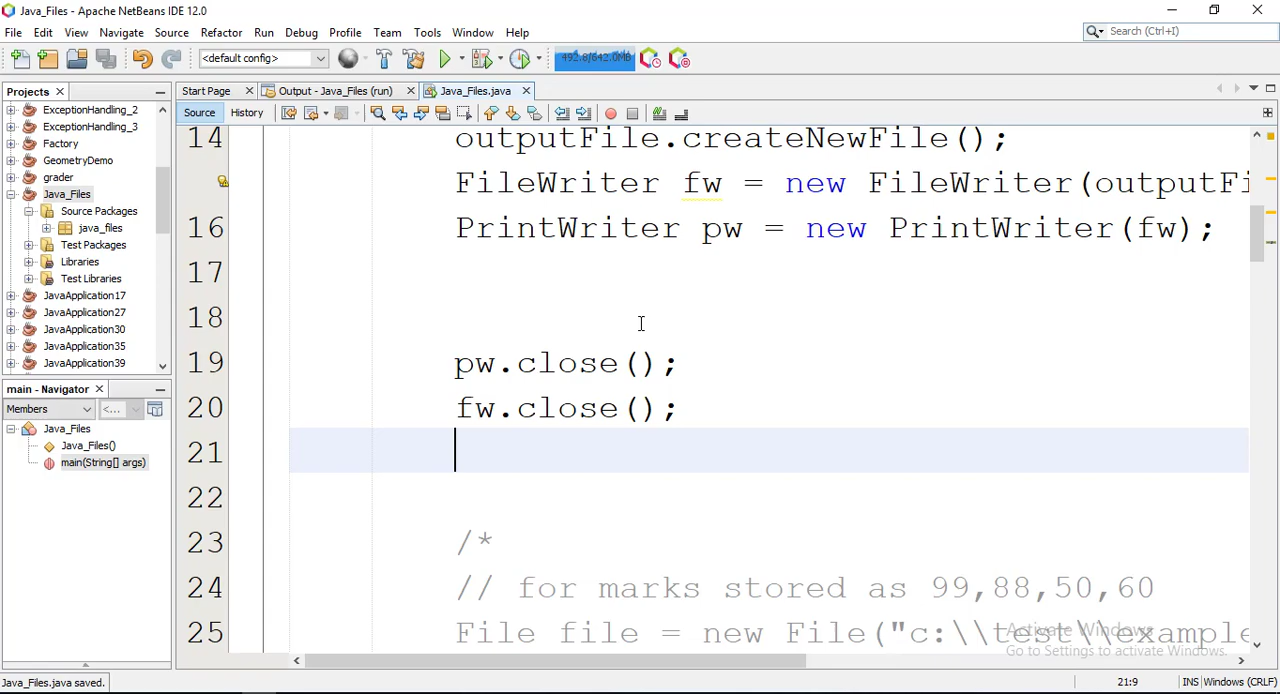 Java_Files - Apache NetBeans IDE 12.0
File Edit View Navigate Source Refactor Run Debug Profile Team Tools Window Help
Search (Ctrl+I)
<default config>
492.8/642.0MB
Projects
Start Page
Output - Java_Files (run)
Java_Files.java
Source History
ExceptionHandling_2
ExceptionHandling_3
Factory
GeometryDemo
grader
Java_Files
Source Packages
java_files
Test Packages
Libraries
Test Libraries
JavaApplication17
JavaApplication27
JavaApplication30
JavaApplication35
JavaApplication39
main - Navigator
Members
<...
Java_Files
Java_Files()
main(String[] args)
14 outputFile.createNewFile();
FileWriter fw = new FileWriter(outputFi
16 PrintWriter pw = new PrintWriter(fw);
17
18
19 pw.close();
20 fw.close();
21
22
23 /*
24 // for marks stored as 99,88,50,60
25 File file = new File("c:\\test\\example
Activate Windows
Go to Settings to activate Windows.
Java_Files.java saved.
21:9
INS
Windows (CRLF)